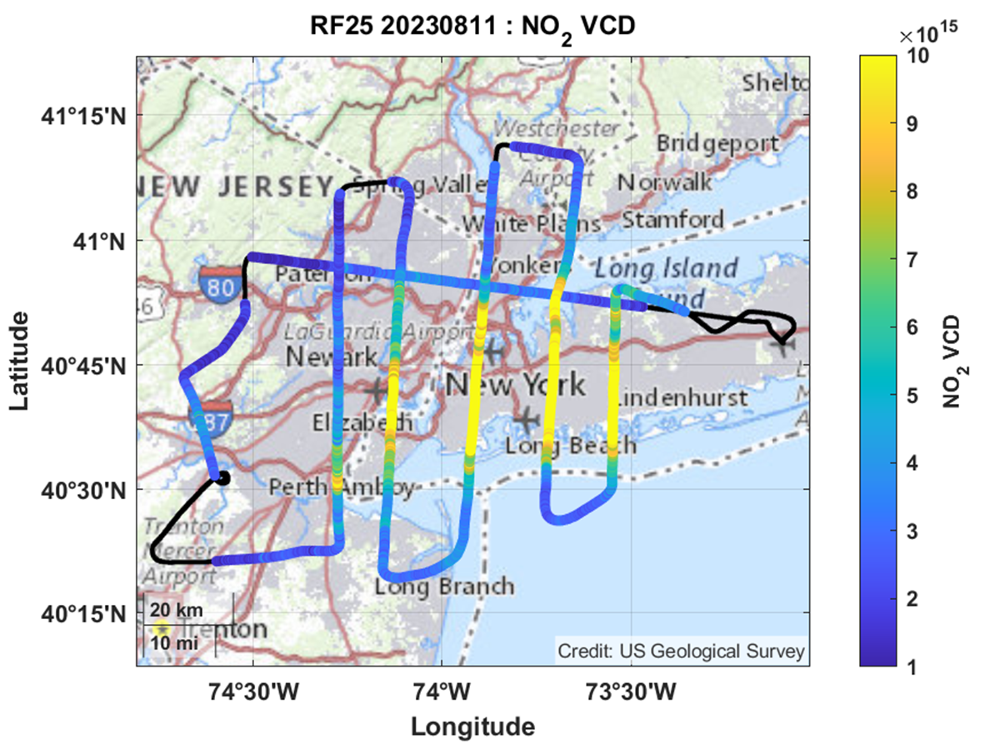 RF25 20230811 : NO2 VCD
×10^15
10
9
8
7
6
5
4
3
2
1
NO2 VCD
41°15'N
41°N
40°45'N
40°30'N
40°15'N
Latitude
74°30'W
74°W
73°30'W
Longitude
Shelto
Westchester
County
Airport
Bridgeport
NEW JERSEY
Spring Valle
Norwalk
White Plains
Stamford
Paterson
Yonkers
Long Island
Sound
80
46
LaGuardia Airport
Newark
New York
Lindenhurst
287
Elizabeth
Long Beach
Perth Amboy
Trenton
Mercer
Airport
Long Branch
L
M
A
20 km
10 mi
Trenton
Credit: US Geological Survey